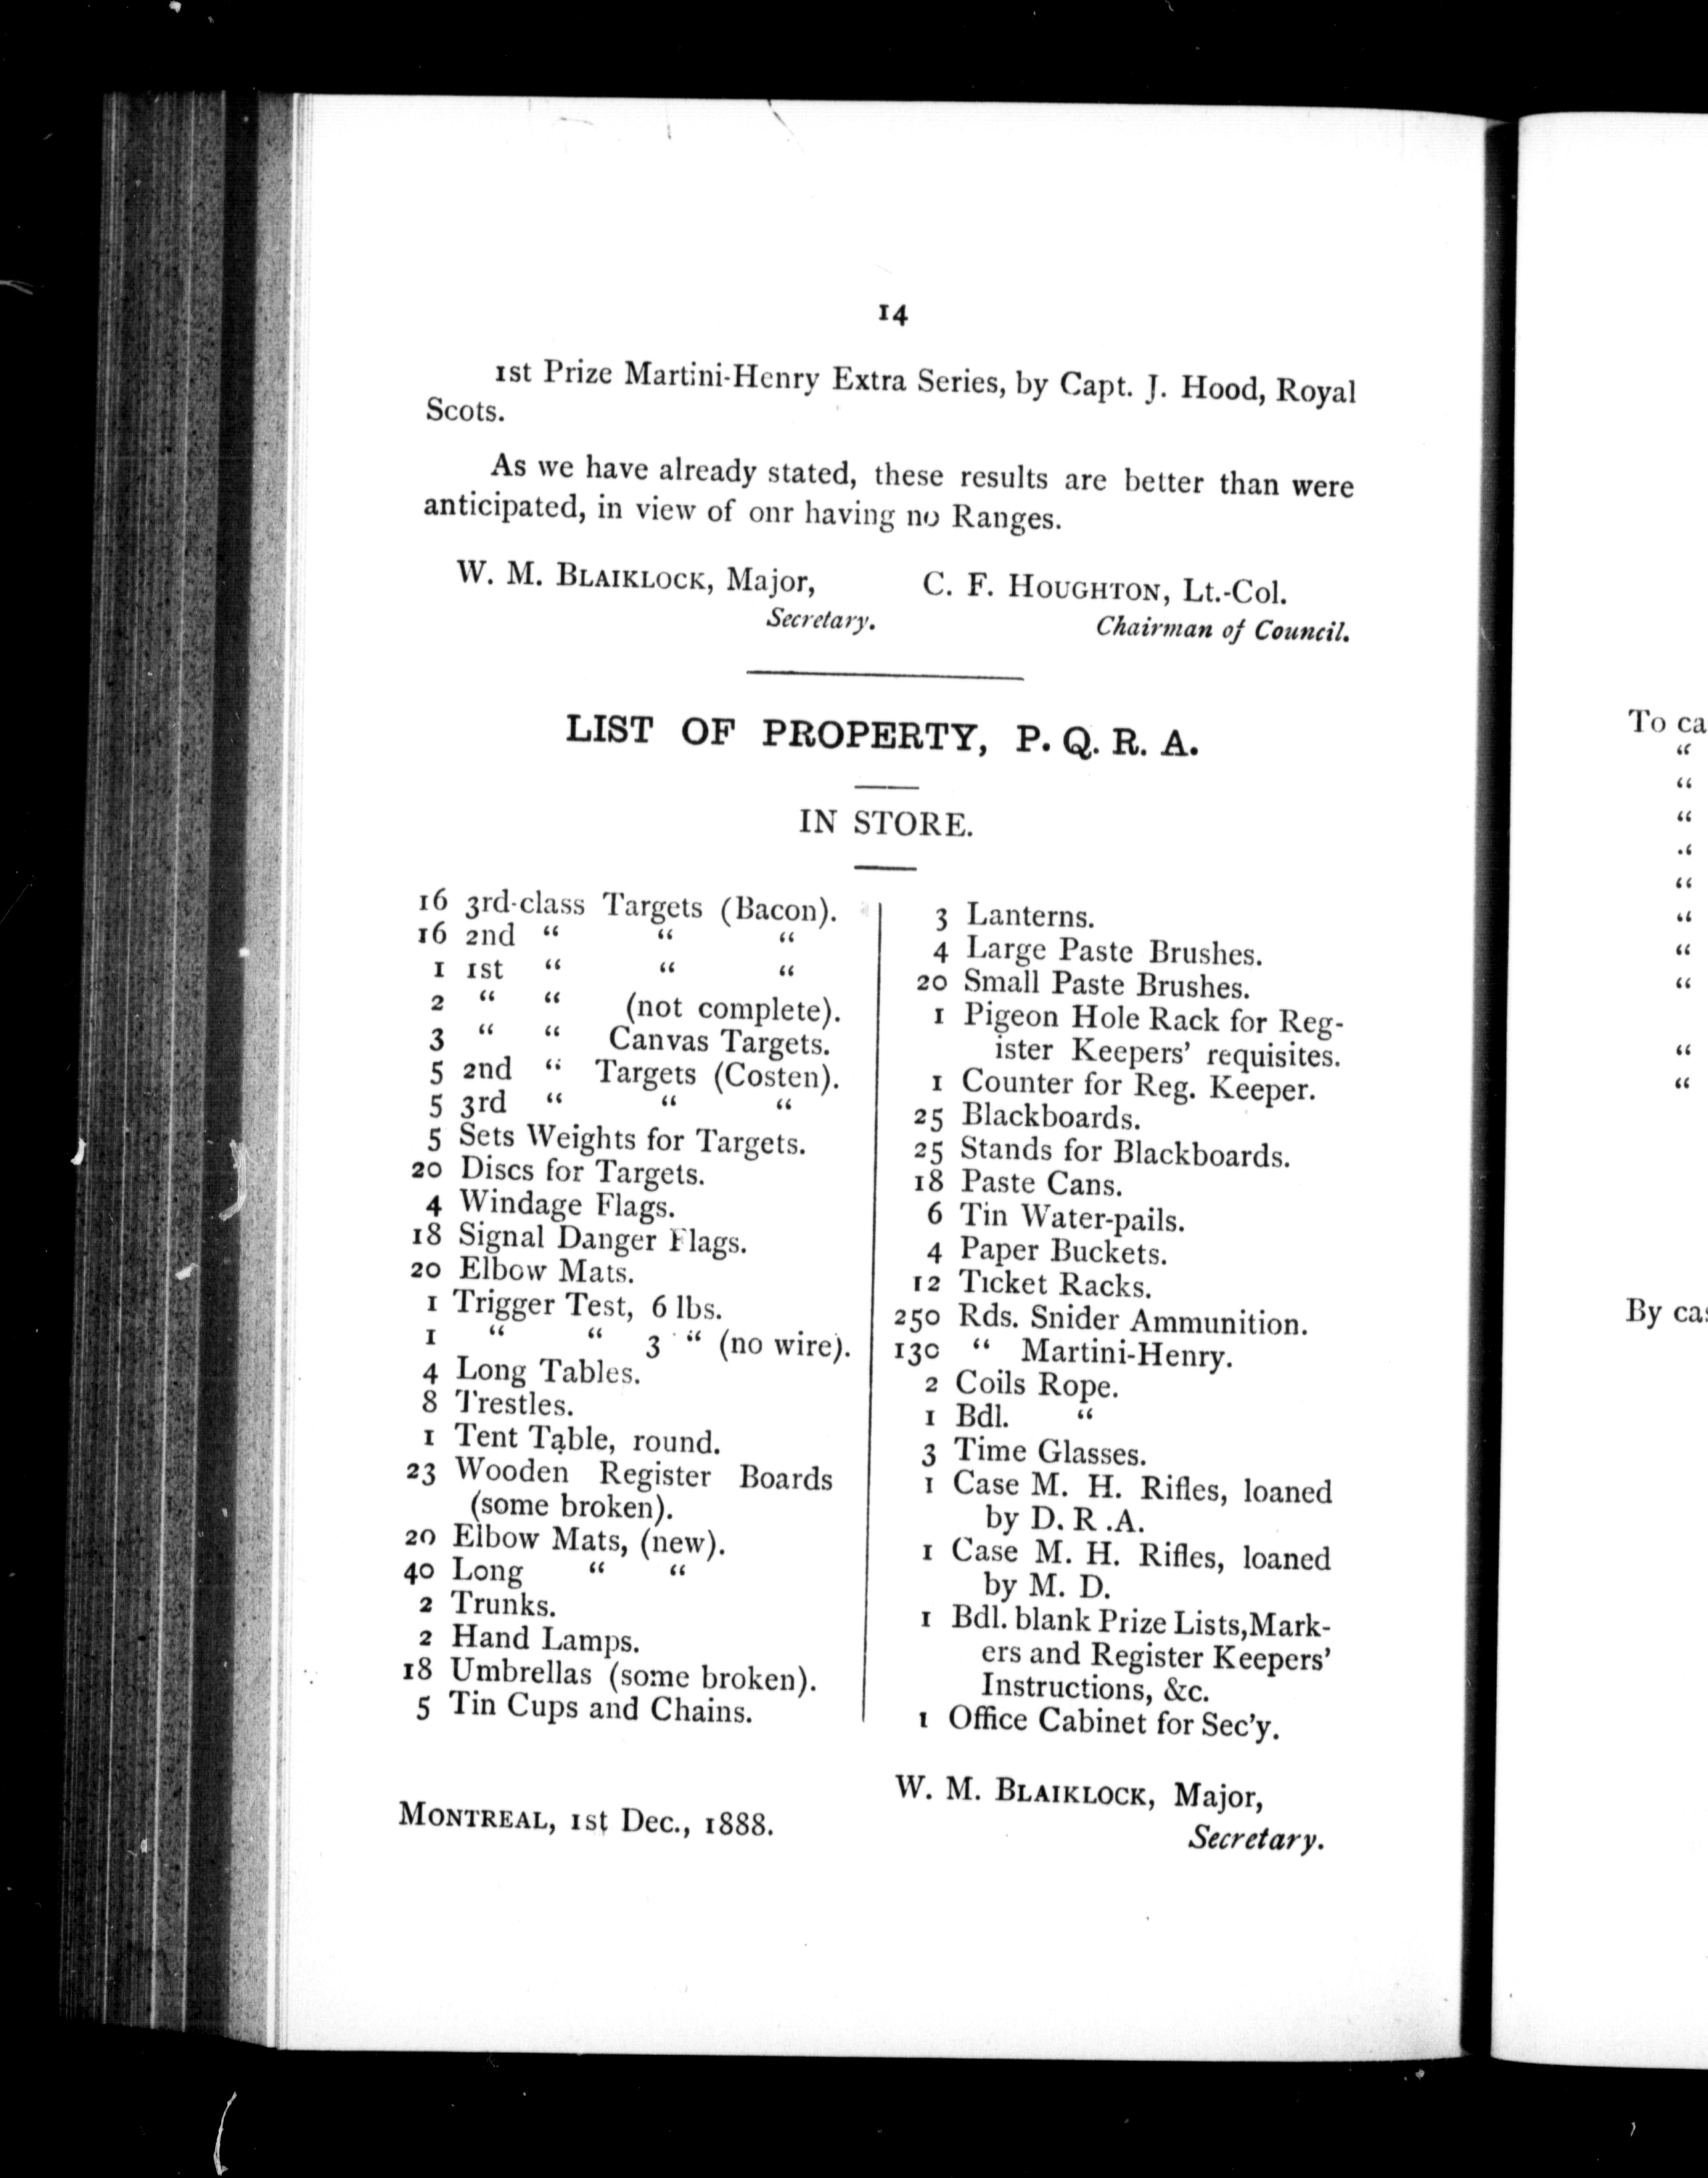 14
1st Prize Martini-Henry Extra Series, by Capt. J. Hood, Royal
Scots.
As we have already stated, these results are better than were
anticipated, in view of onr having no Ranges.
W. M. BLAIKLOCK, Major,
Secretary.
C. F. HOUGHTON, Lt.-Col.
Chairman of Council.
LIST OF PROPERTY, P. Q. R. A.
IN STORE.
16 3rd-class Targets (Bacon).
16 2nd “ “ “
1 1st “ “ “
2 “ “ (not complete).
3 “ “ Canvas Targets.
5 2nd “ Targets (Costen).
5 3rd “ “ “
5 Sets Weights for Targets.
20 Discs for Targets.
4 Windage Flags.
18 Signal Danger Flags.
20 Elbow Mats.
1 Trigger Test, 6 lbs.
1 “ “ 3 “ (no wire).
4 Long Tables.
8 Trestles.
1 Tent Table, round.
23 Wooden Register Boards
(some broken).
20 Elbow Mats, (new).
40 Long “ “
2 Trunks.
2 Hand Lamps.
18 Umbrellas (some broken).
5 Tin Cups and Chains.
3 Lanterns.
4 Large Paste Brushes.
20 Small Paste Brushes.
1 Pigeon Hole Rack for Reg-
ister Keepers’ requisites.
1 Counter for Reg. Keeper.
25 Blackboards.
25 Stands for Blackboards.
18 Paste Cans.
6 Tin Water-pails.
4 Paper Buckets.
12 Ticket Racks.
250 Rds. Snider Ammunition.
130 “ Martini-Henry.
2 Coils Rope.
1 Bdl. “
3 Time Glasses.
1 Case M. H. Rifles, loaned
by D. R .A.
1 Case M. H. Rifles, loaned
by M. D.
1 Bdl. blank Prize Lists,Mark-
ers and Register Keepers’
Instructions, &c.
1 Office Cabinet for Sec’y.
W. M. BLAIKLOCK, Major,
Secretary.
MONTREAL, 1st Dec., 1888.
To ca
“
“
“
“
“
“
“
“
“
“
By cas